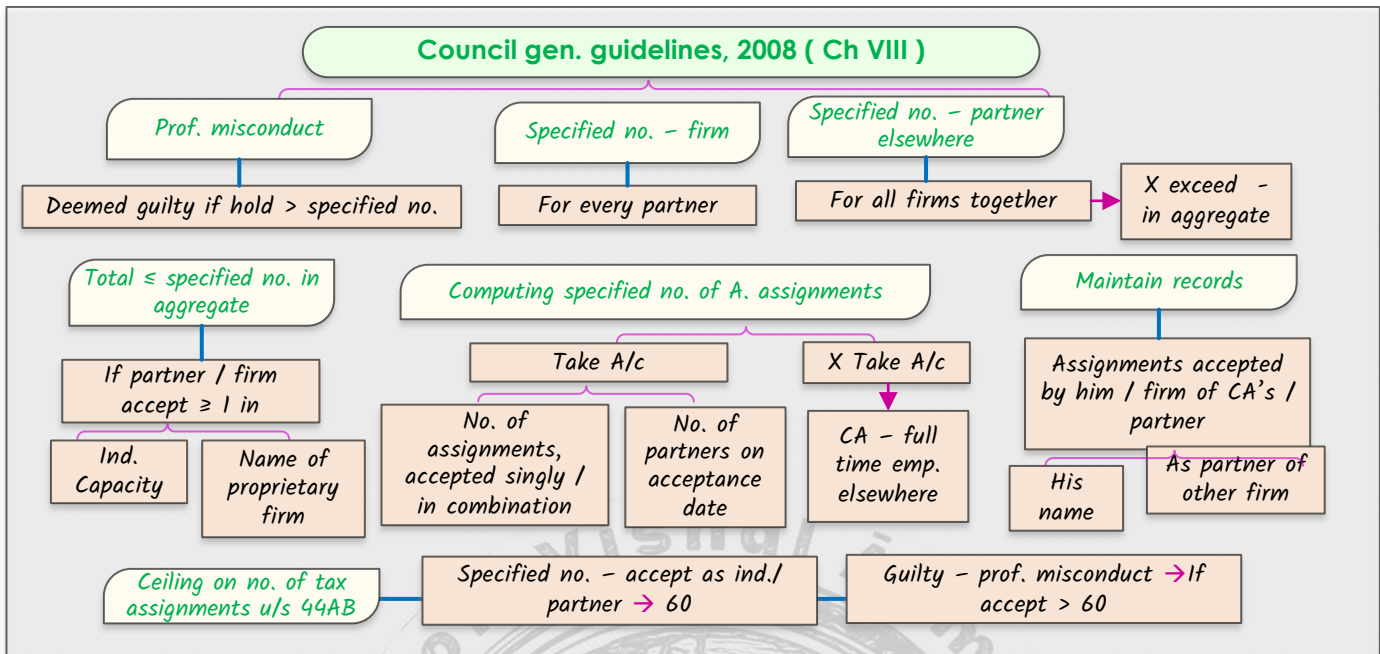 Council gen. guidelines, 2008 ( Ch VIII )
Prof. misconduct
Specified no. – firm
Specified no. – partner
elsewhere
Deemed guilty if hold > specified no.
For every partner
For all firms together
X exceed -
in aggregate
Total ≤ specified no. in
aggregate
Computing specified no. of A. assignments
Maintain records
If partner / firm
accept ≥ 1 in
Take A/c
X Take A/c
Assignments accepted
by him / firm of CA's /
partner
Ind.
Capacity
Name of
proprietary
firm
No. of
assignments,
accepted singly /
in combination
No. of
partners on
acceptance
date
CA – full
time emp.
elsewhere
His
name
As partner of
other firm
Vishal
Ceiling on no. of tax
assignments u/s 44AB
Specified no. – accept as ind./
partner → 60
Guilty – prof. misconduct →If
accept > 60